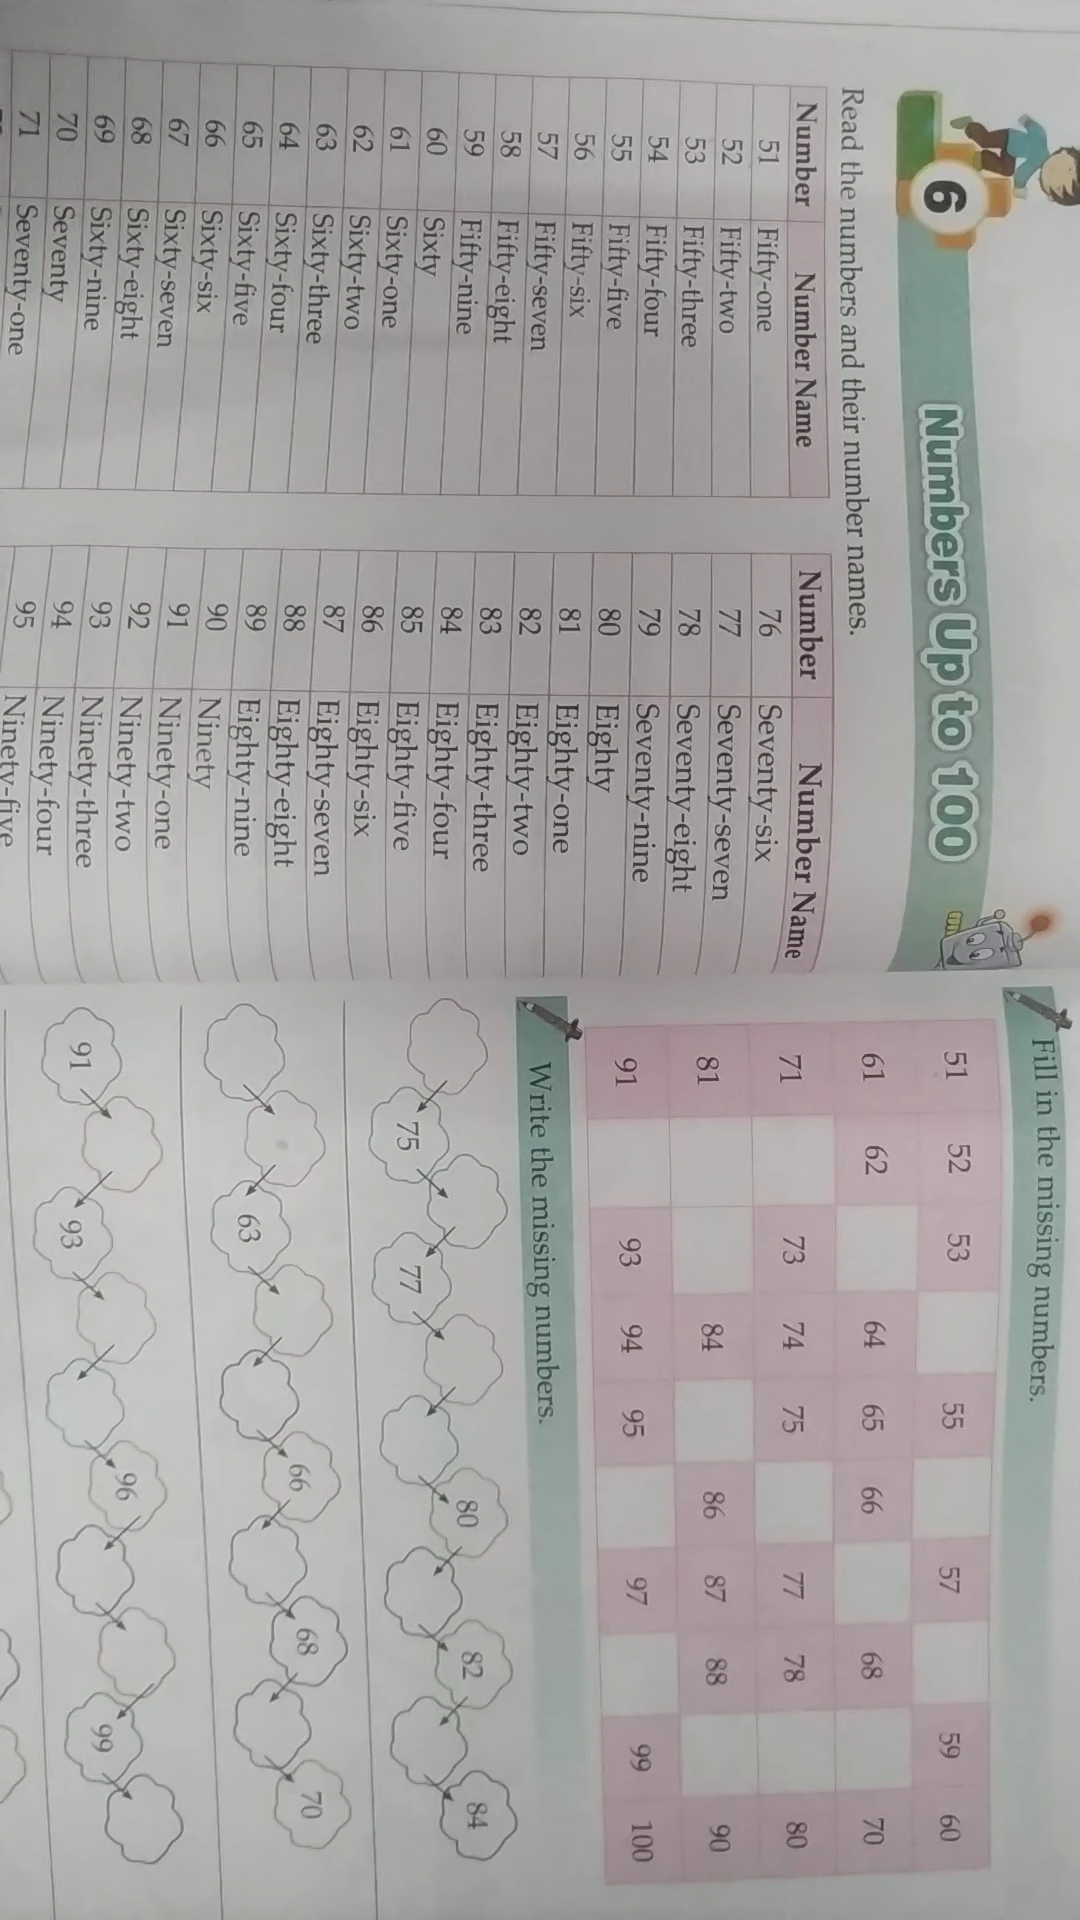 6
Numbers Up to 100
Read the numbers and their number names.
Number Number Name
51 Fifty-one
52 Fifty-two
53 Fifty-three
54 Fifty-four
55 Fifty-five
56 Fifty-six
57 Fifty-seven
58 Fifty-eight
59 Fifty-nine
60 Sixty
61 Sixty-one
62 Sixty-two
63 Sixty-three
64 Sixty-four
65 Sixty-five
66 Sixty-six
67 Sixty-seven
68 Sixty-eight
69 Sixty-nine
70 Seventy
71 Seventy-one
Number Number Name
76 Seventy-six
77 Seventy-seven
78 Seventy-eight
79 Seventy-nine
80 Eighty
81 Eighty-one
82 Eighty-two
83 Eighty-three
84 Eighty-four
85 Eighty-five
86 Eighty-six
87 Eighty-seven
88 Eighty-eight
89 Eighty-nine
90 Ninety
91 Ninety-one
92 Ninety-two
93 Ninety-three
94 Ninety-four
95 Ninety-five
Fill in the missing numbers.
51 52 53 55 57 59 60
61 62 64 65 66 68 70
71 73 74 75 77 78 80
81 84 86 87 88 90
91 93 94 95 97 99 100
Write the missing numbers.
75 77 80 82 84
63 66 68 70
91 93 96 99